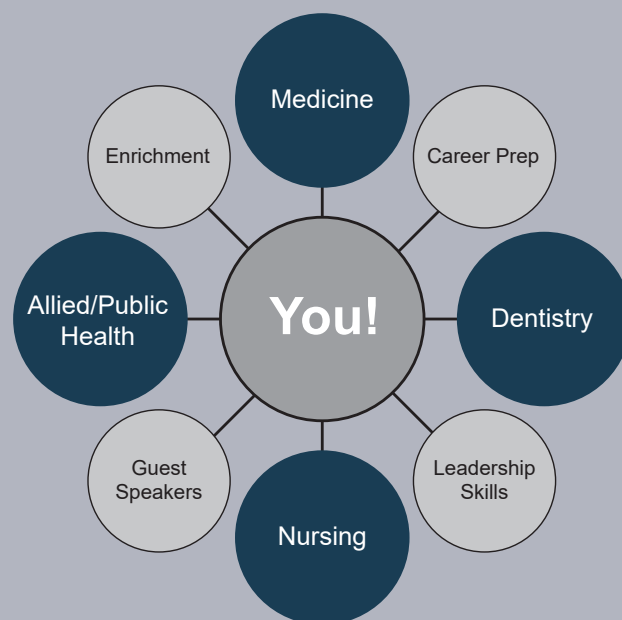 Medicine
Enrichment
Career Prep
Allied/Public
Health
You!
Dentistry
Guest
Speakers
Leadership
Skills
Nursing